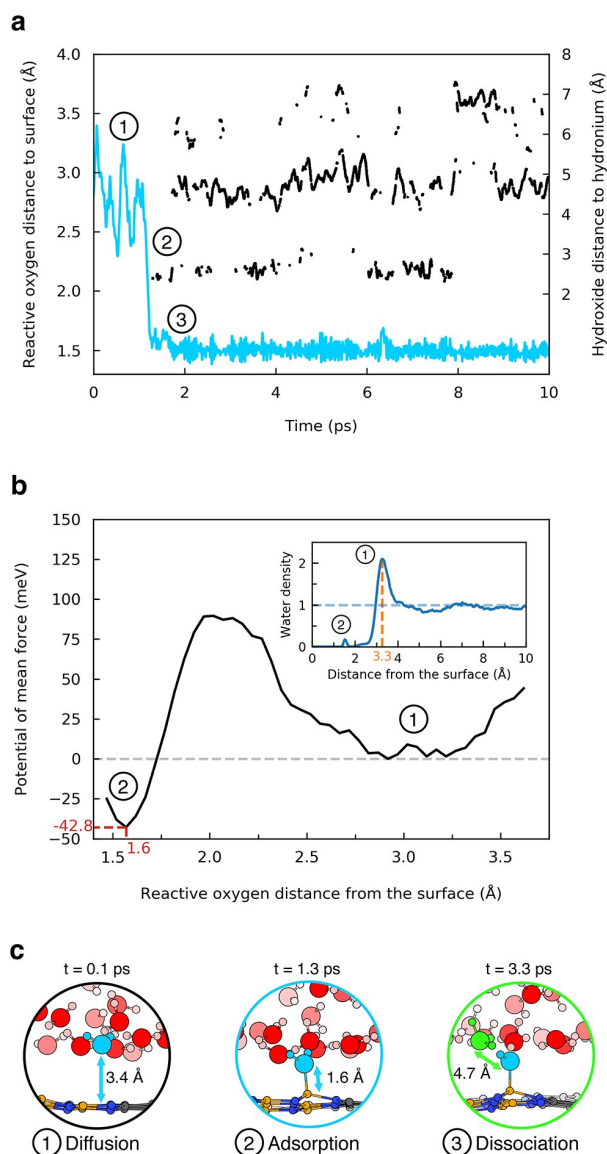 a
Reactive oxygen distance to surface (Å)
4.0
3.5
3.0
2.5
2.0
1.5
1
2
3
8
7
6
5
4
3
2
Hydroxide distance to hydronium (Å)
0 2 4 6 8 10
Time (ps)
b
Potential of mean force (meV)
150
125
100
75
50
25
0
−25
−50
-42.8
1.6
2
1
Water density
2
1
0
1
2
0 2 3.3 4 6 8 10
Distance from the surface (Å)
1.5 2.0 2.5 3.0 3.5
Reactive oxygen distance from the surface (Å)
c
t = 0.1 ps t = 1.3 ps t = 3.3 ps
3.4 Å 1.6 Å 4.7 Å
1 Diffusion 2 Adsorption 3 Dissociation